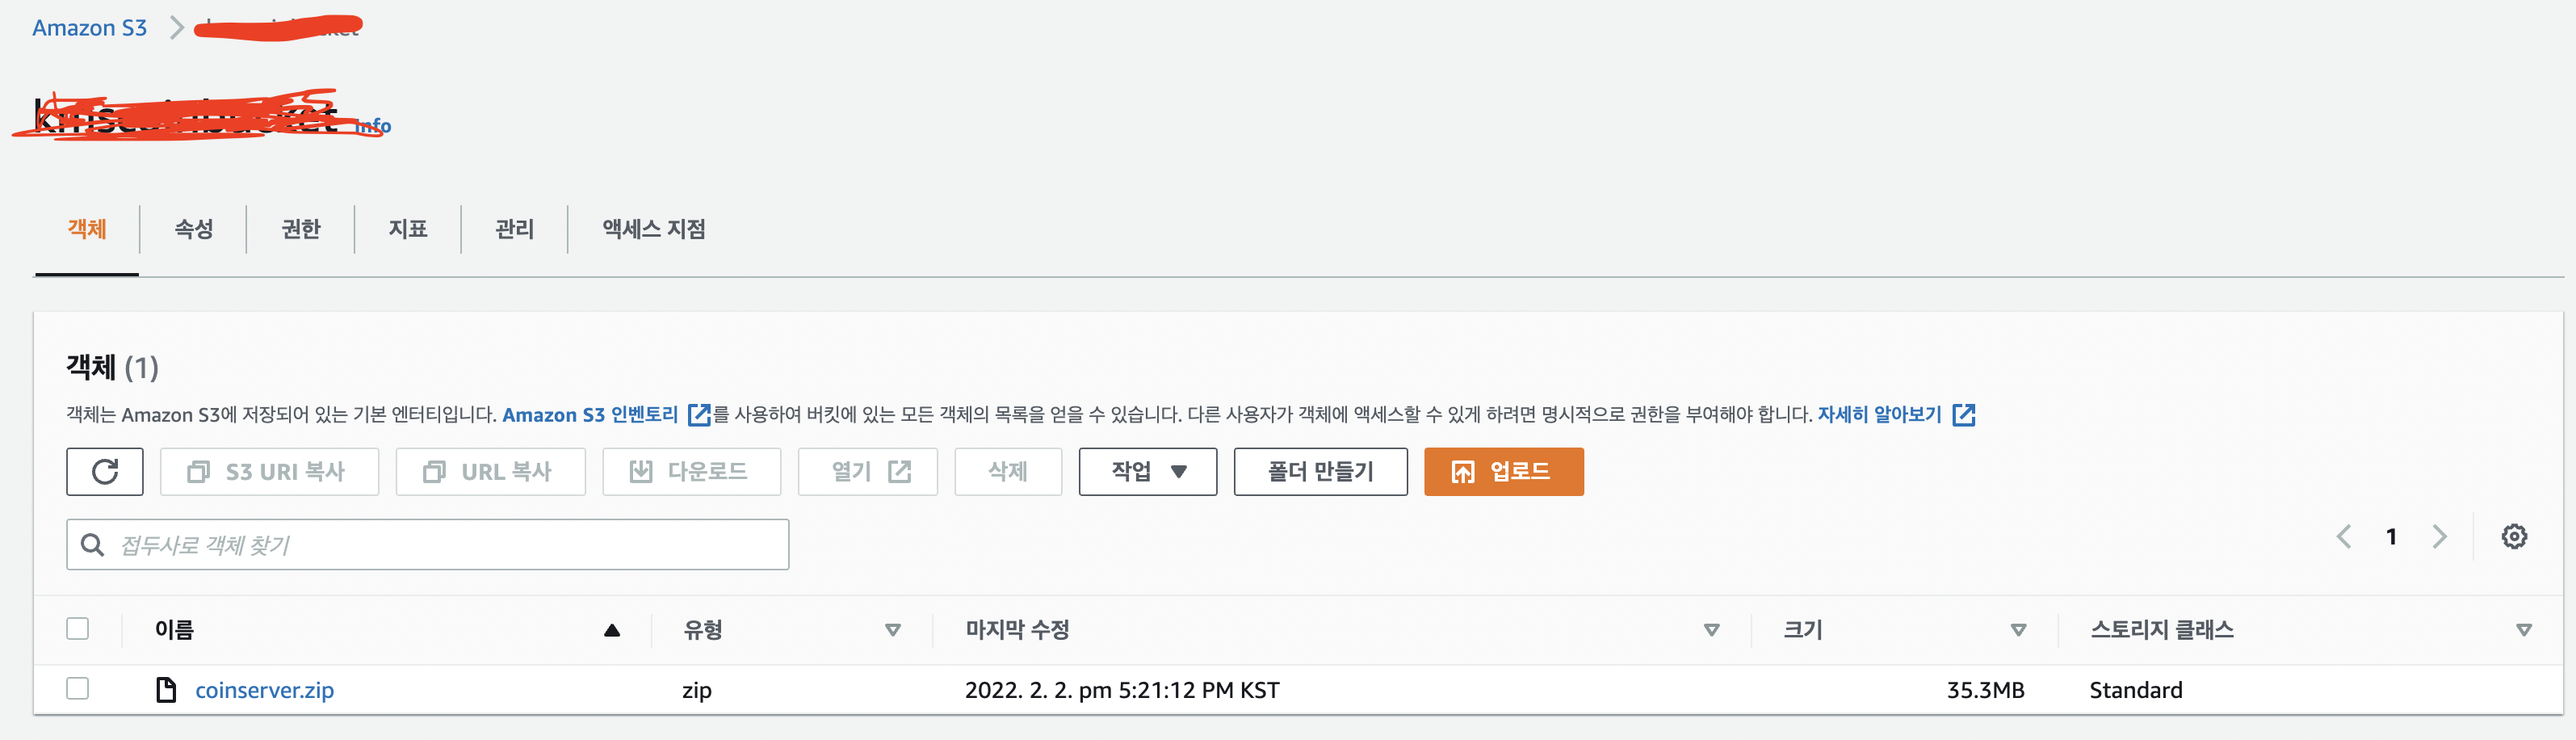 Amazon S3
Info
객체 속성 권한 지표 관리 액세스 지점
객체 (1)
객체는 Amazon S3에 저장되어 있는 기본 엔터티입니다. Amazon S3 인벤토리 를 사용하여 버킷에 있는 모든 객체의 목록을 얻을 수 있습니다. 다른 사용자가 객체에 액세스할 수 있게 하려면 명시적으로 권한을 부여해야 합니다. 자세히 알아보기
S3 URI 복사 URL 복사 다운로드 열기 삭제 작업 폴더 만들기 업로드
접두사로 객체 찾기 1
이름 유형 마지막 수정 크기 스토리지 클래스
coinserver.zip zip 2022. 2. 2. pm 5:21:12 PM KST 35.3MB Standard